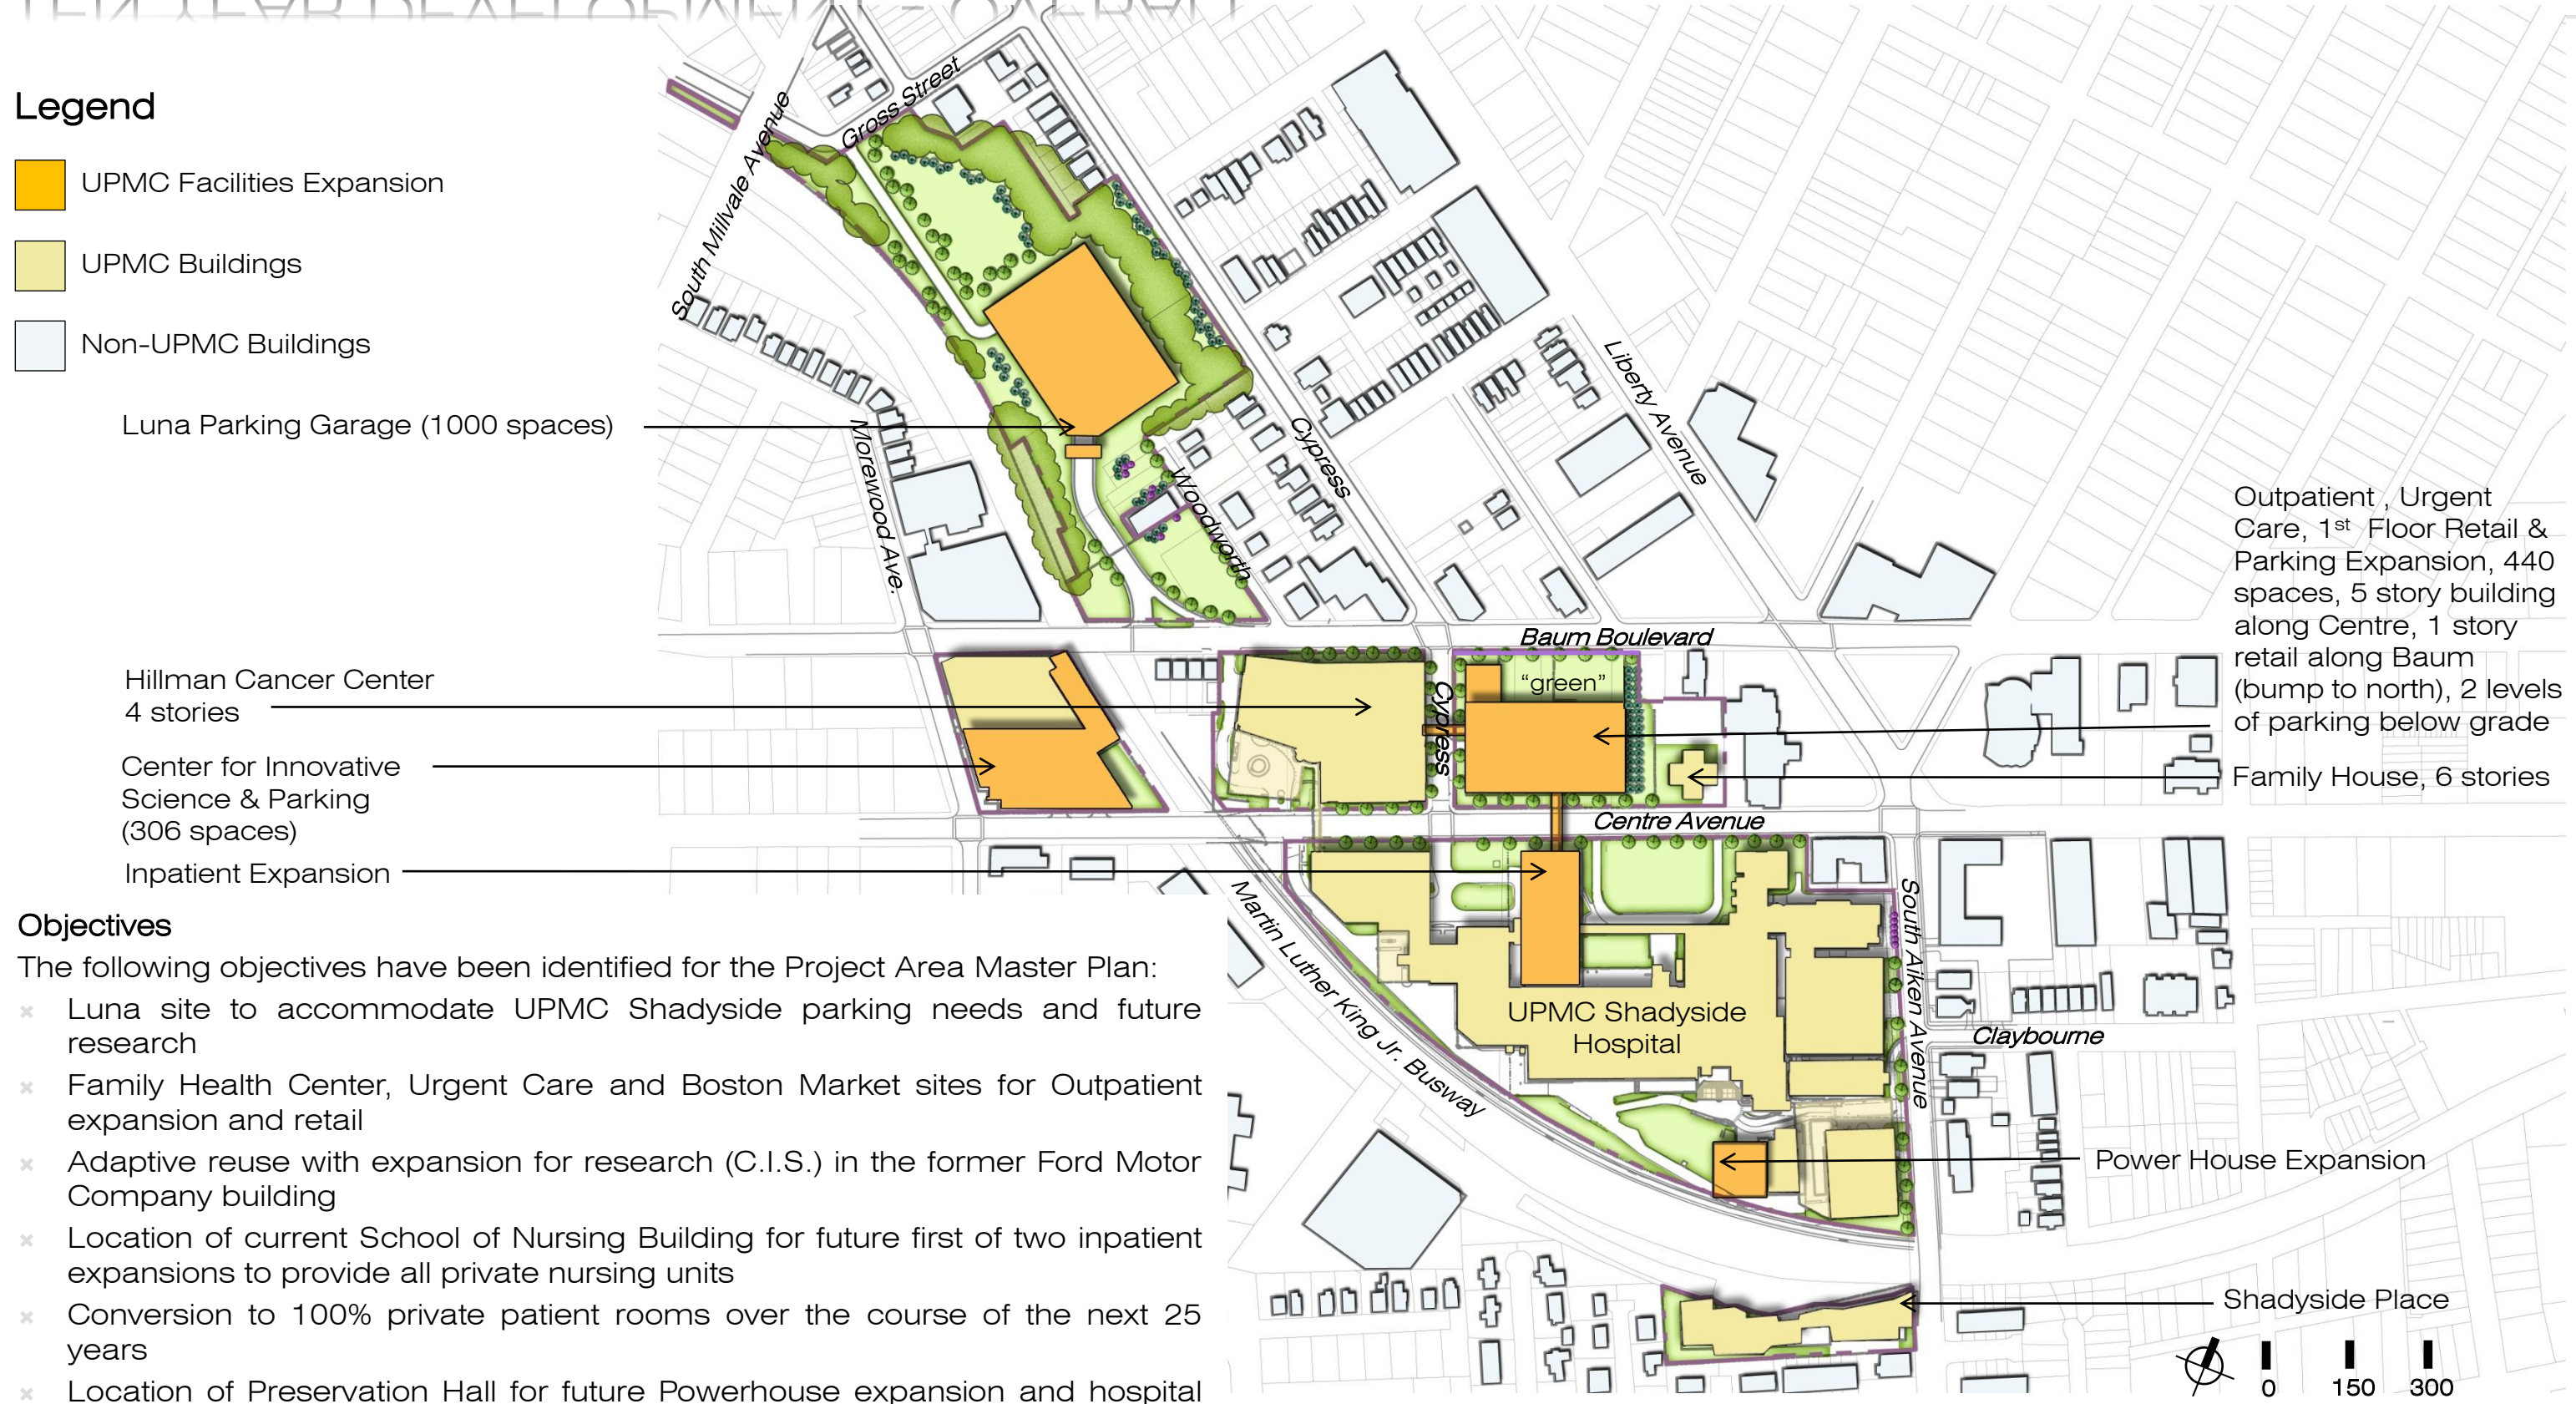 Legend
UPMC Facilities Expansion
UPMC Buildings
Non-UPMC Buildings
Luna Parking Garage (1000 spaces)
Hillman Cancer Center
4 stories
Center for Innovative
Science & Parking
(306 spaces)
Inpatient Expansion
Gross Street
South Millvale Avenue
Morewood Ave.
Woodworth
Cypress
Liberty Avenue
Baum Boulevard
"green"
Cypress
Centre Avenue
Martin Luther King Jr. Busway
UPMC Shadyside
Hospital
South Aiken Avenue
Claybourne
Outpatient , Urgent
Care, 1st Floor Retail &
Parking Expansion, 440
spaces, 5 story building
along Centre, 1 story
retail along Baum
(bump to north), 2 levels
of parking below grade
Family House, 6 stories
Power House Expansion
Shadyside Place
0 150 300
Objectives
The following objectives have been identified for the Project Area Master Plan:
Luna site to accommodate UPMC Shadyside parking needs and future
research
Family Health Center, Urgent Care and Boston Market sites for Outpatient
expansion and retail
Adaptive reuse with expansion for research (C.I.S.) in the former Ford Motor
Company building
Location of current School of Nursing Building for future first of two inpatient
expansions to provide all private nursing units
Conversion to 100% private patient rooms over the course of the next 25
years
Location of Preservation Hall for future Powerhouse expansion and hospital